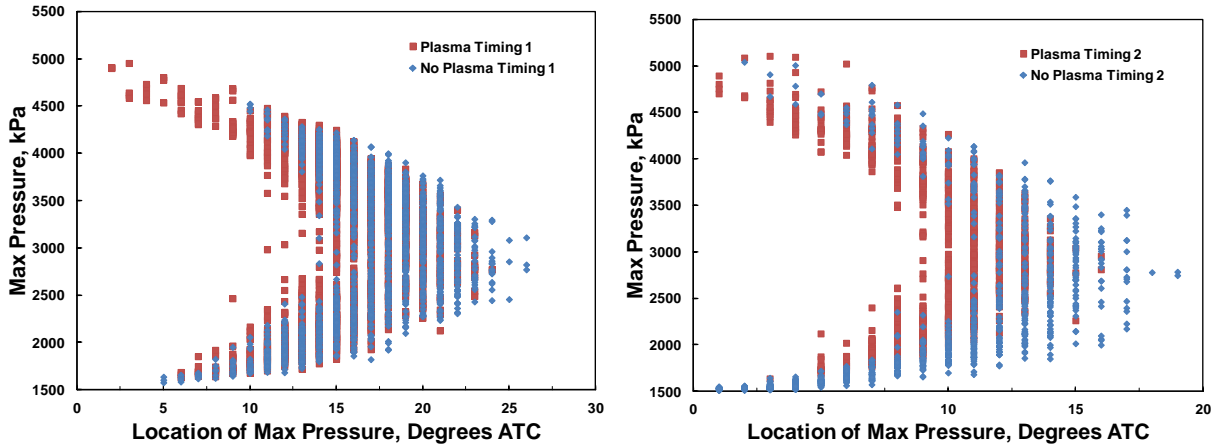 5500
5000
4500
4000
3500
3000
2500
2000
1500
Max Pressure, kPa
Plasma Timing 1
No Plasma Timing 1
0 5 10 15 20 25 30
Location of Max Pressure, Degrees ATC
5500
5000
4500
4000
3500
3000
2500
2000
1500
Max Pressure, kPa
Plasma Timing 2
No Plasma Timing 2
0 5 10 15 20
Location of Max Pressure, Degrees ATC